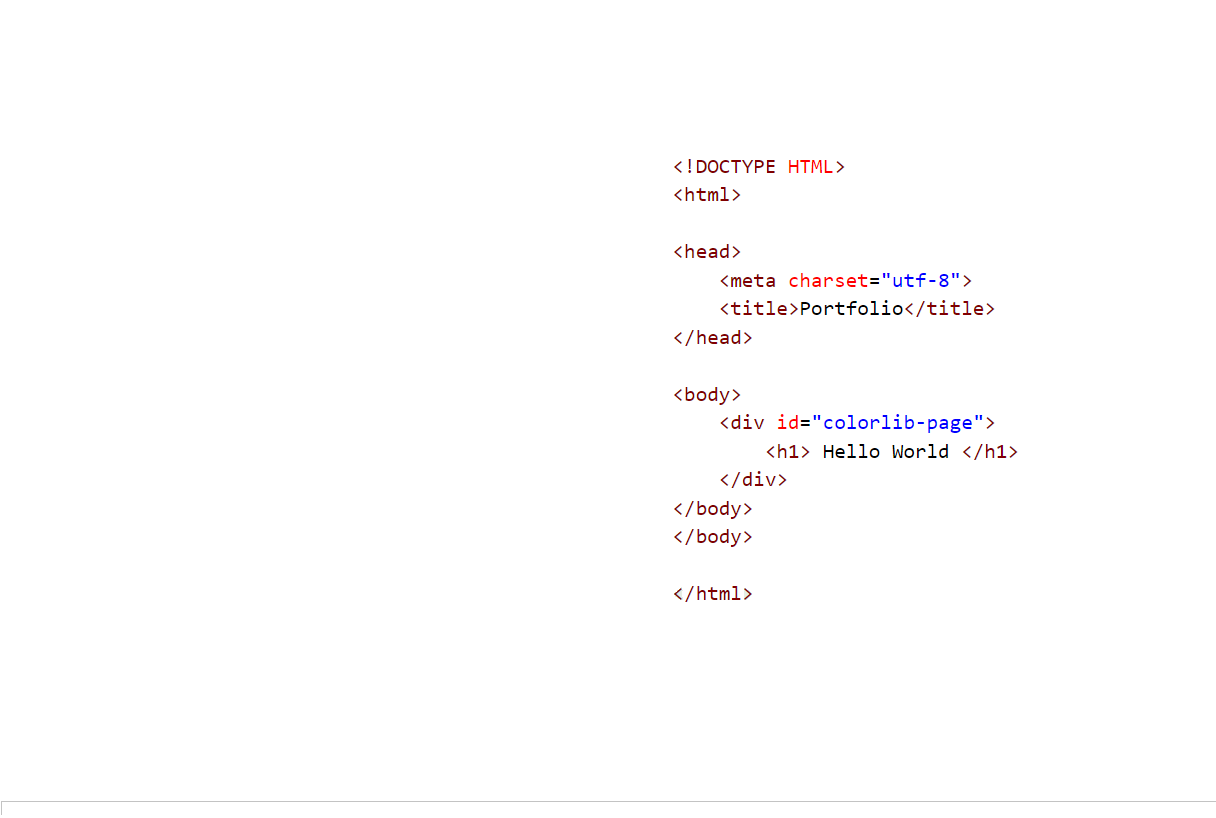 <!DOCTYPE HTML>
<html>
<head>
<meta charset="utf-8">
<title>Portfolio</title>
</head>
<body>
<div id="colorlib-page">
<h1> Hello World </h1>
</div>
</body>
</body>
</html>